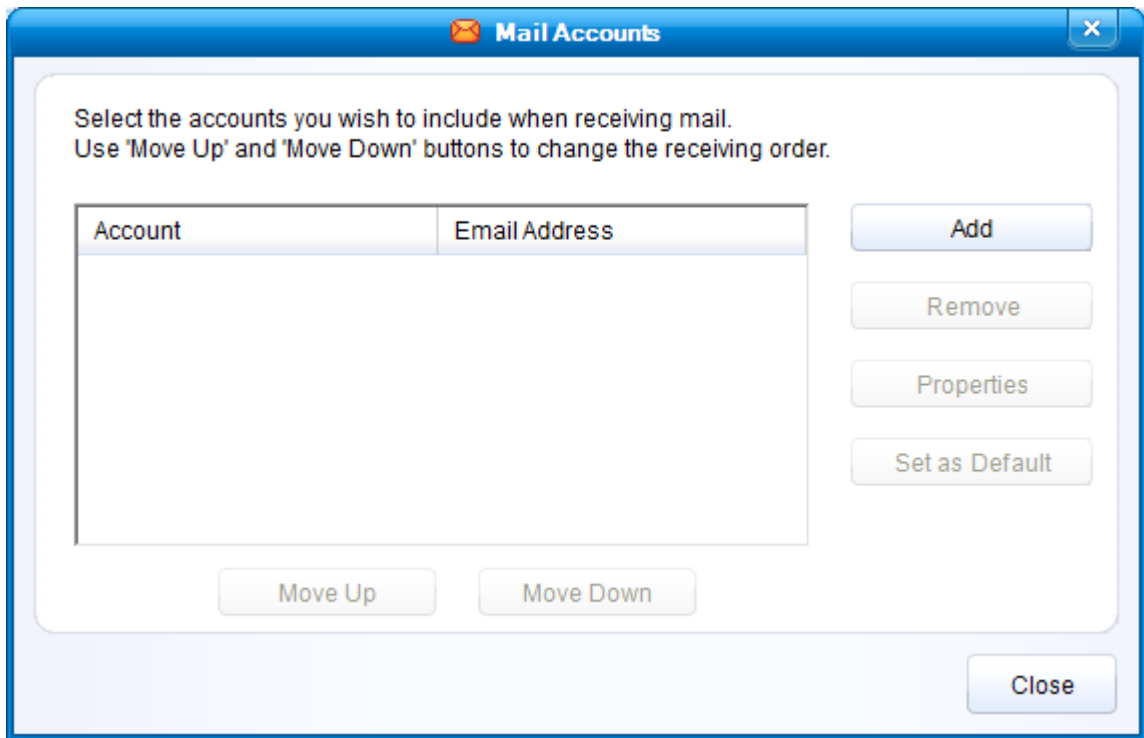 Mail Accounts
Select the accounts you wish to include when receiving mail.
Use 'Move Up' and 'Move Down' buttons to change the receiving order.
Account Email Address
Add
Remove
Properties
Set as Default
Move Up Move Down
Close